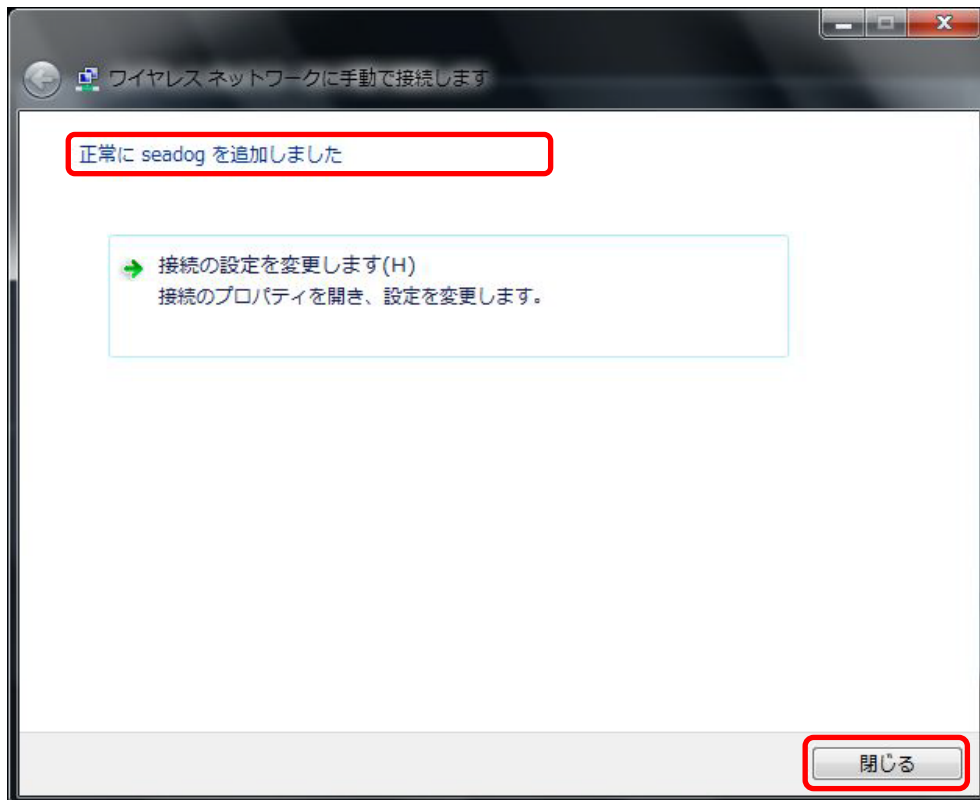 ワイヤレス ネットワークに手動で接続します
正常に seadog を追加しました
接続の設定を変更します(H)
接続のプロパティを開き、設定を変更します。
閉じる